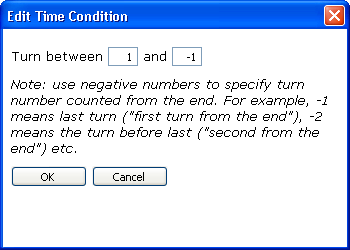 Edit Time Condition
Turn between 1 and -1
Note: use negative numbers to specify turn
number counted from the end. For example, -1
means last turn ("first turn from the end"), -2
means the turn before last ("second from the
end") etc.
OK Cancel